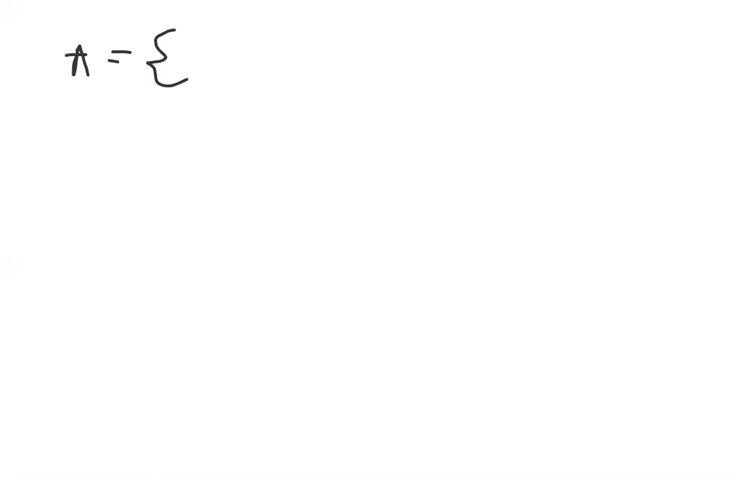 A = {